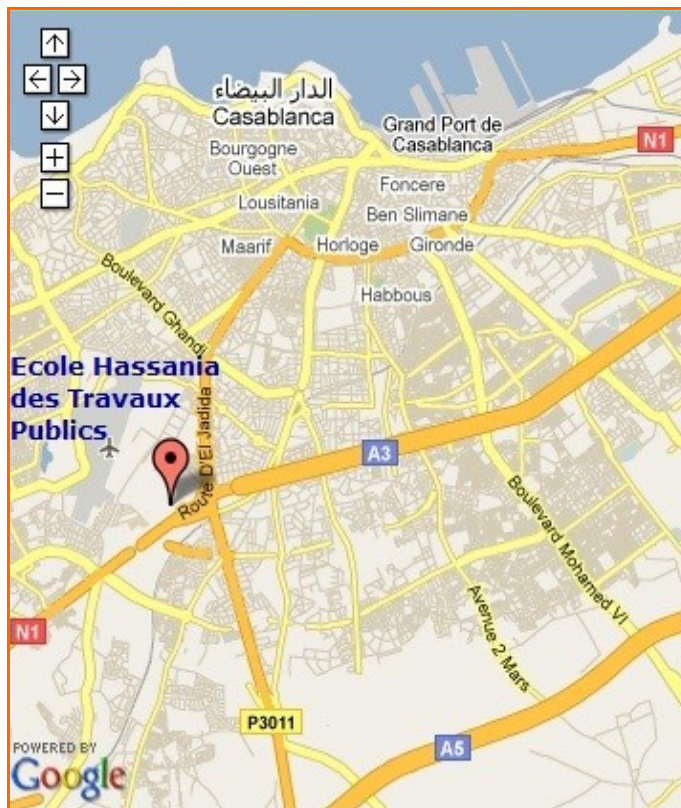 الدار البيضاء
Casablanca
Grand Port de
Casablanca
N1
Bourgogne
Ouest
Foncere
Lousitania
Ben Slimane
Maarif
Horloge
Gironde
Habbous
Boulevard Ghandi
Ecole Hassania
des Travaux
Publics
Route D'El Jadida
A3
Boulevard Mohamed VI
Avenue 2 Mars
N1
P3011
A5
POWERED BY
Google